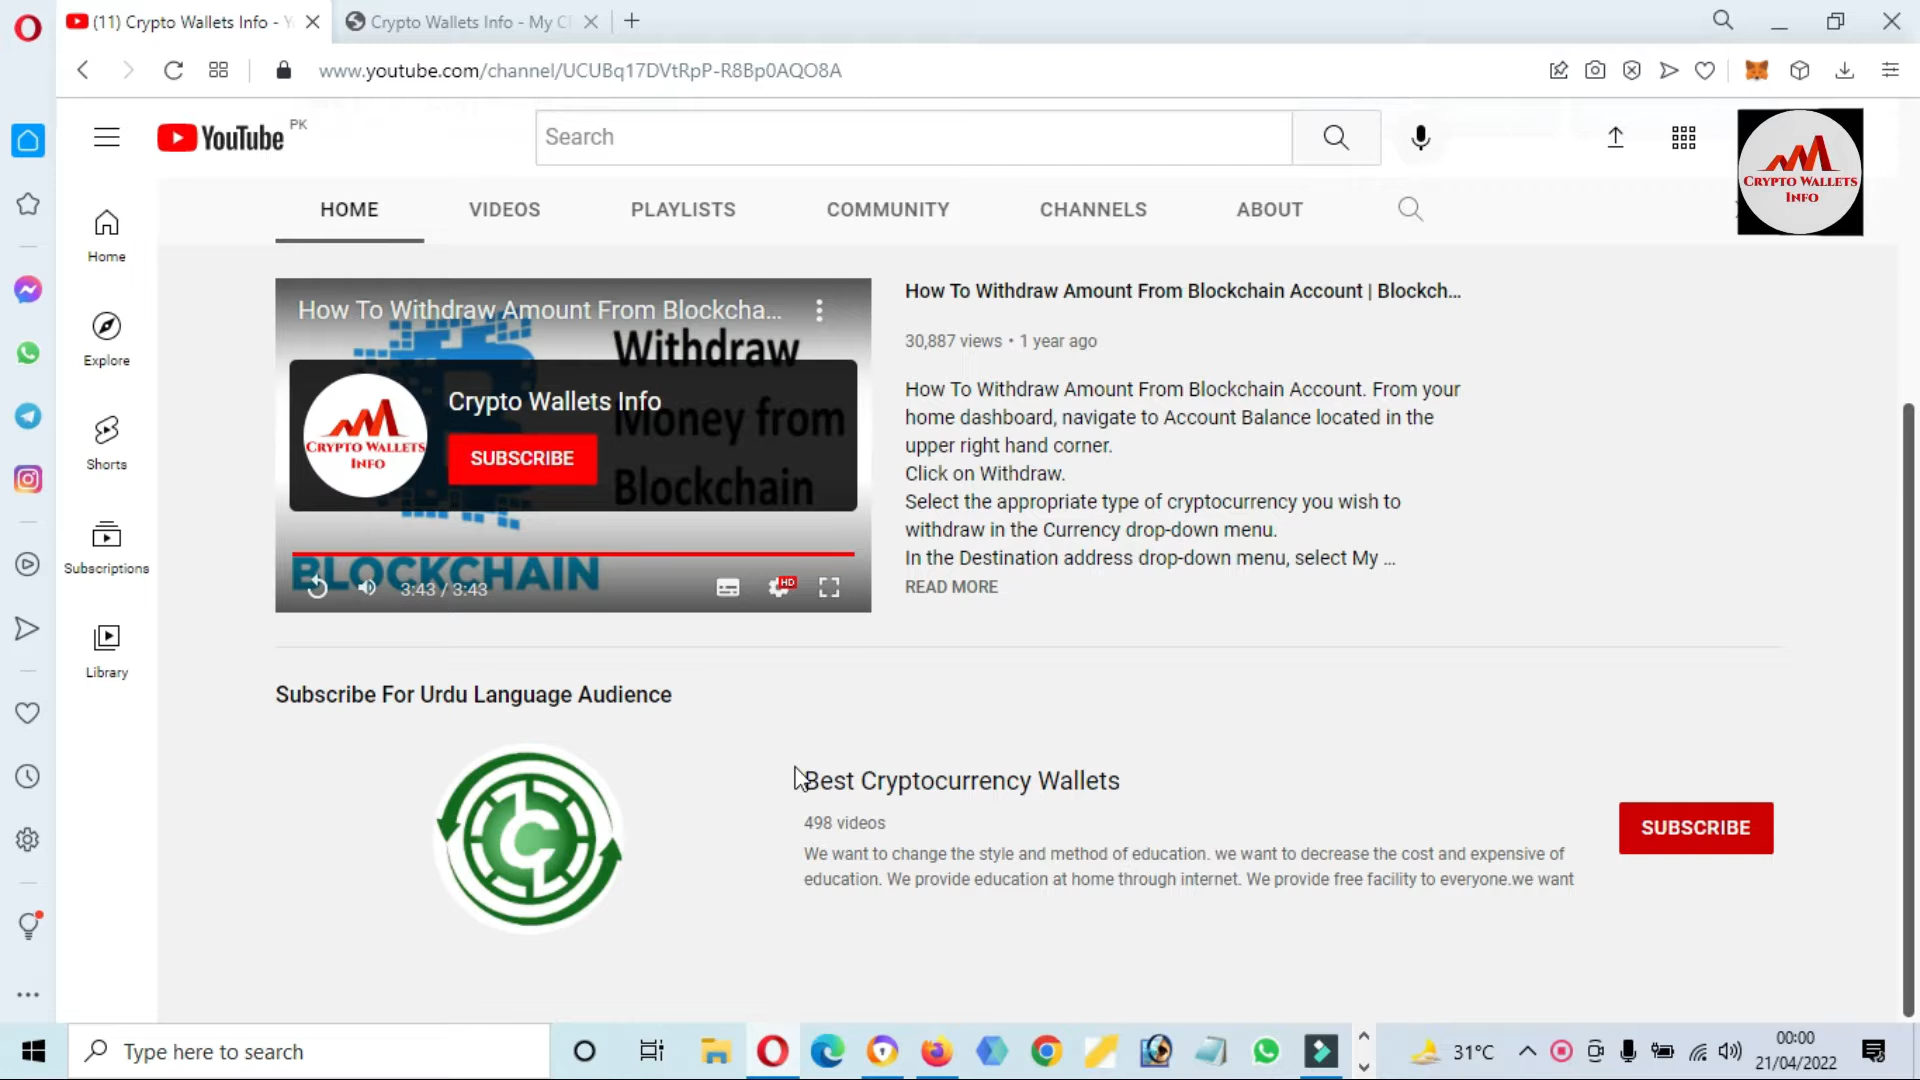 (11) Crypto Wallets Info - Y
Crypto Wallets Info - My C
www.youtube.com/channel/UCUBq17DVtRpP-R8Bp0AQO8A
YouTube PK
Search
CRYPTO WALLETS
INFO
HOME
VIDEOS
PLAYLISTS
COMMUNITY
CHANNELS
ABOUT
Home
Explore
Shorts
Subscriptions
Library
How To Withdraw Amount From Blockcha...
Withdraw
Money from
Blockchain
Crypto Wallets Info
SUBSCRIBE
CRYPTO WALLETS
INFO
BLOCKCHAIN
3:43 / 3:43
HD
How To Withdraw Amount From Blockchain Account | Blockch...
30,887 views • 1 year ago
How To Withdraw Amount From Blockchain Account. From your
home dashboard, navigate to Account Balance located in the
upper right hand corner.
Click on Withdraw.
Select the appropriate type of cryptocurrency you wish to
withdraw in the Currency drop-down menu.
In the Destination address drop-down menu, select My ...
READ MORE
Subscribe For Urdu Language Audience
Best Cryptocurrency Wallets
498 videos
We want to change the style and method of education. we want to decrease the cost and expensive of
education. We provide education at home through internet. We provide free facility to everyone.we want
SUBSCRIBE
Type here to search
31°C
00:00
21/04/2022